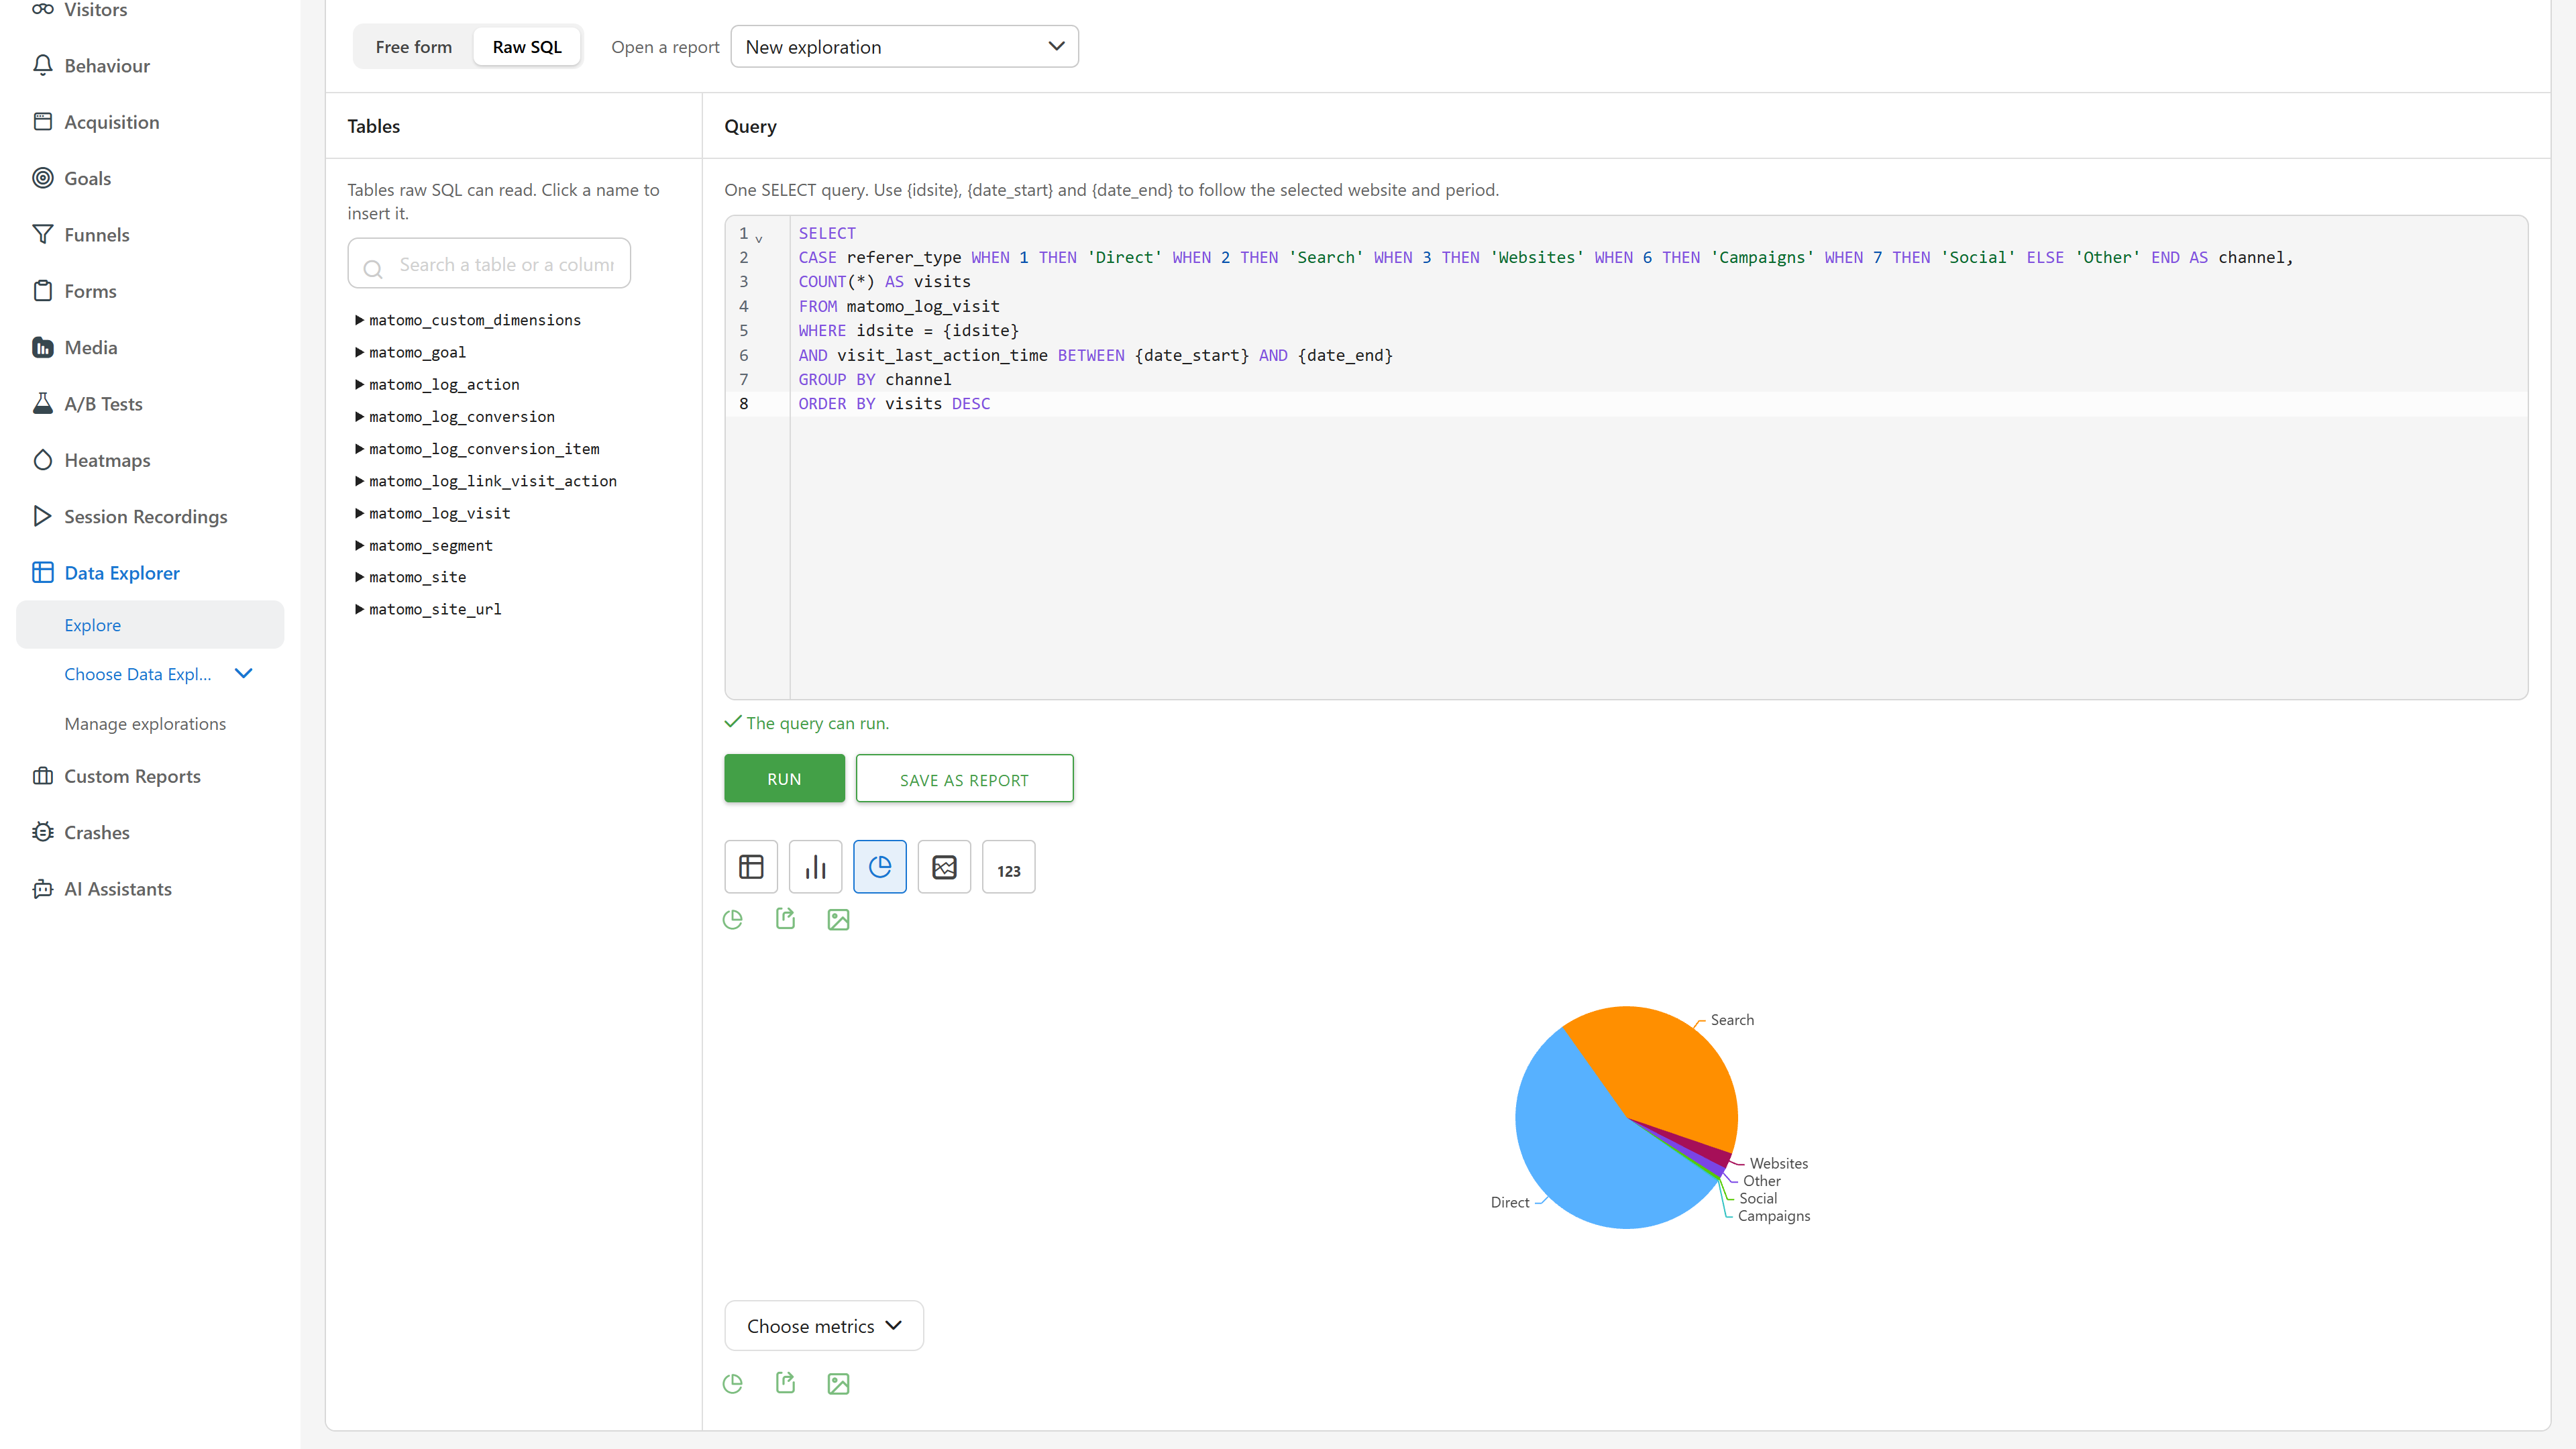 Visitors
Behaviour
Acquisition
Goals
Funnels
Forms
Media
A/B Tests
Heatmaps
Session Recordings
Data Explorer
Explore
Choose Data Expl...
Manage explorations
Custom Reports
Crashes
AI Assistants
Free form
Raw SQL
Open a report
New exploration
Tables
Tables raw SQL can read. Click a name to
insert it.
Search a table or a colum
matomo_custom_dimensions
matomo_goal
matomo_log_action
matomo_log_conversion
matomo_log_conversion_item
matomo_log_link_visit_action
matomo_log_visit
matomo_segment
matomo_site
matomo_site_url
Query
One SELECT query. Use {idsite}, {date_start} and {date_end} to follow the selected website and period.
1 SELECT
2 CASE referer_type WHEN 1 THEN 'Direct' WHEN 2 THEN 'Search' WHEN 3 THEN 'Websites' WHEN 6 THEN 'Campaigns' WHEN 7 THEN 'Social' ELSE 'Other' END AS channel,
3 COUNT(*) AS visits
4 FROM matomo_log_visit
5 WHERE idsite = {idsite}
6 AND visit_last_action_time BETWEEN {date_start} AND {date_end}
7 GROUP BY channel
8 ORDER BY visits DESC
The query can run.
RUN
SAVE AS REPORT
123
Search
Websites
Other
Social
Campaigns
Direct
Choose metrics